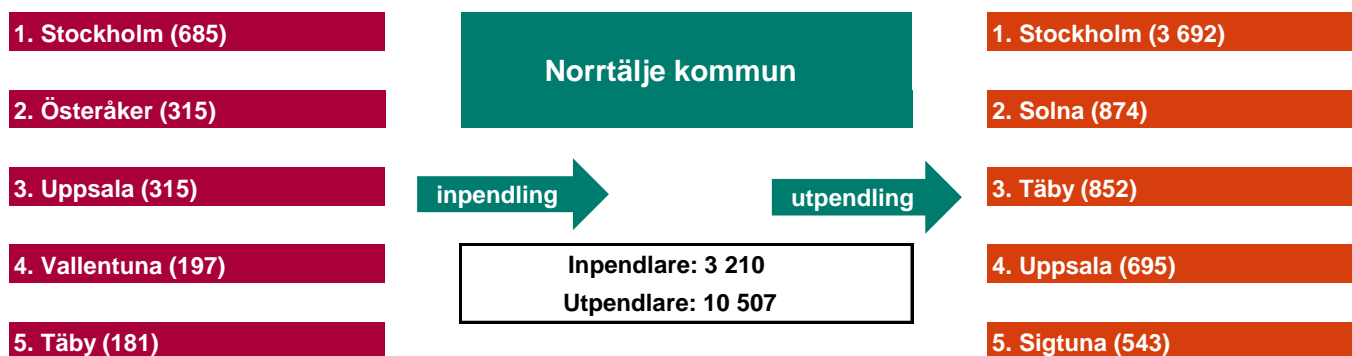 1. Stockholm (685)
2. Österåker (315)
3. Uppsala (315)
4. Vallentuna (197)
5. Täby (181)
Norrtälje kommun
inpendling
utpendling
Inpendlare: 3 210
Utpendlare: 10 507
1. Stockholm (3 692)
2. Solna (874)
3. Täby (852)
4. Uppsala (695)
5. Sigtuna (543)